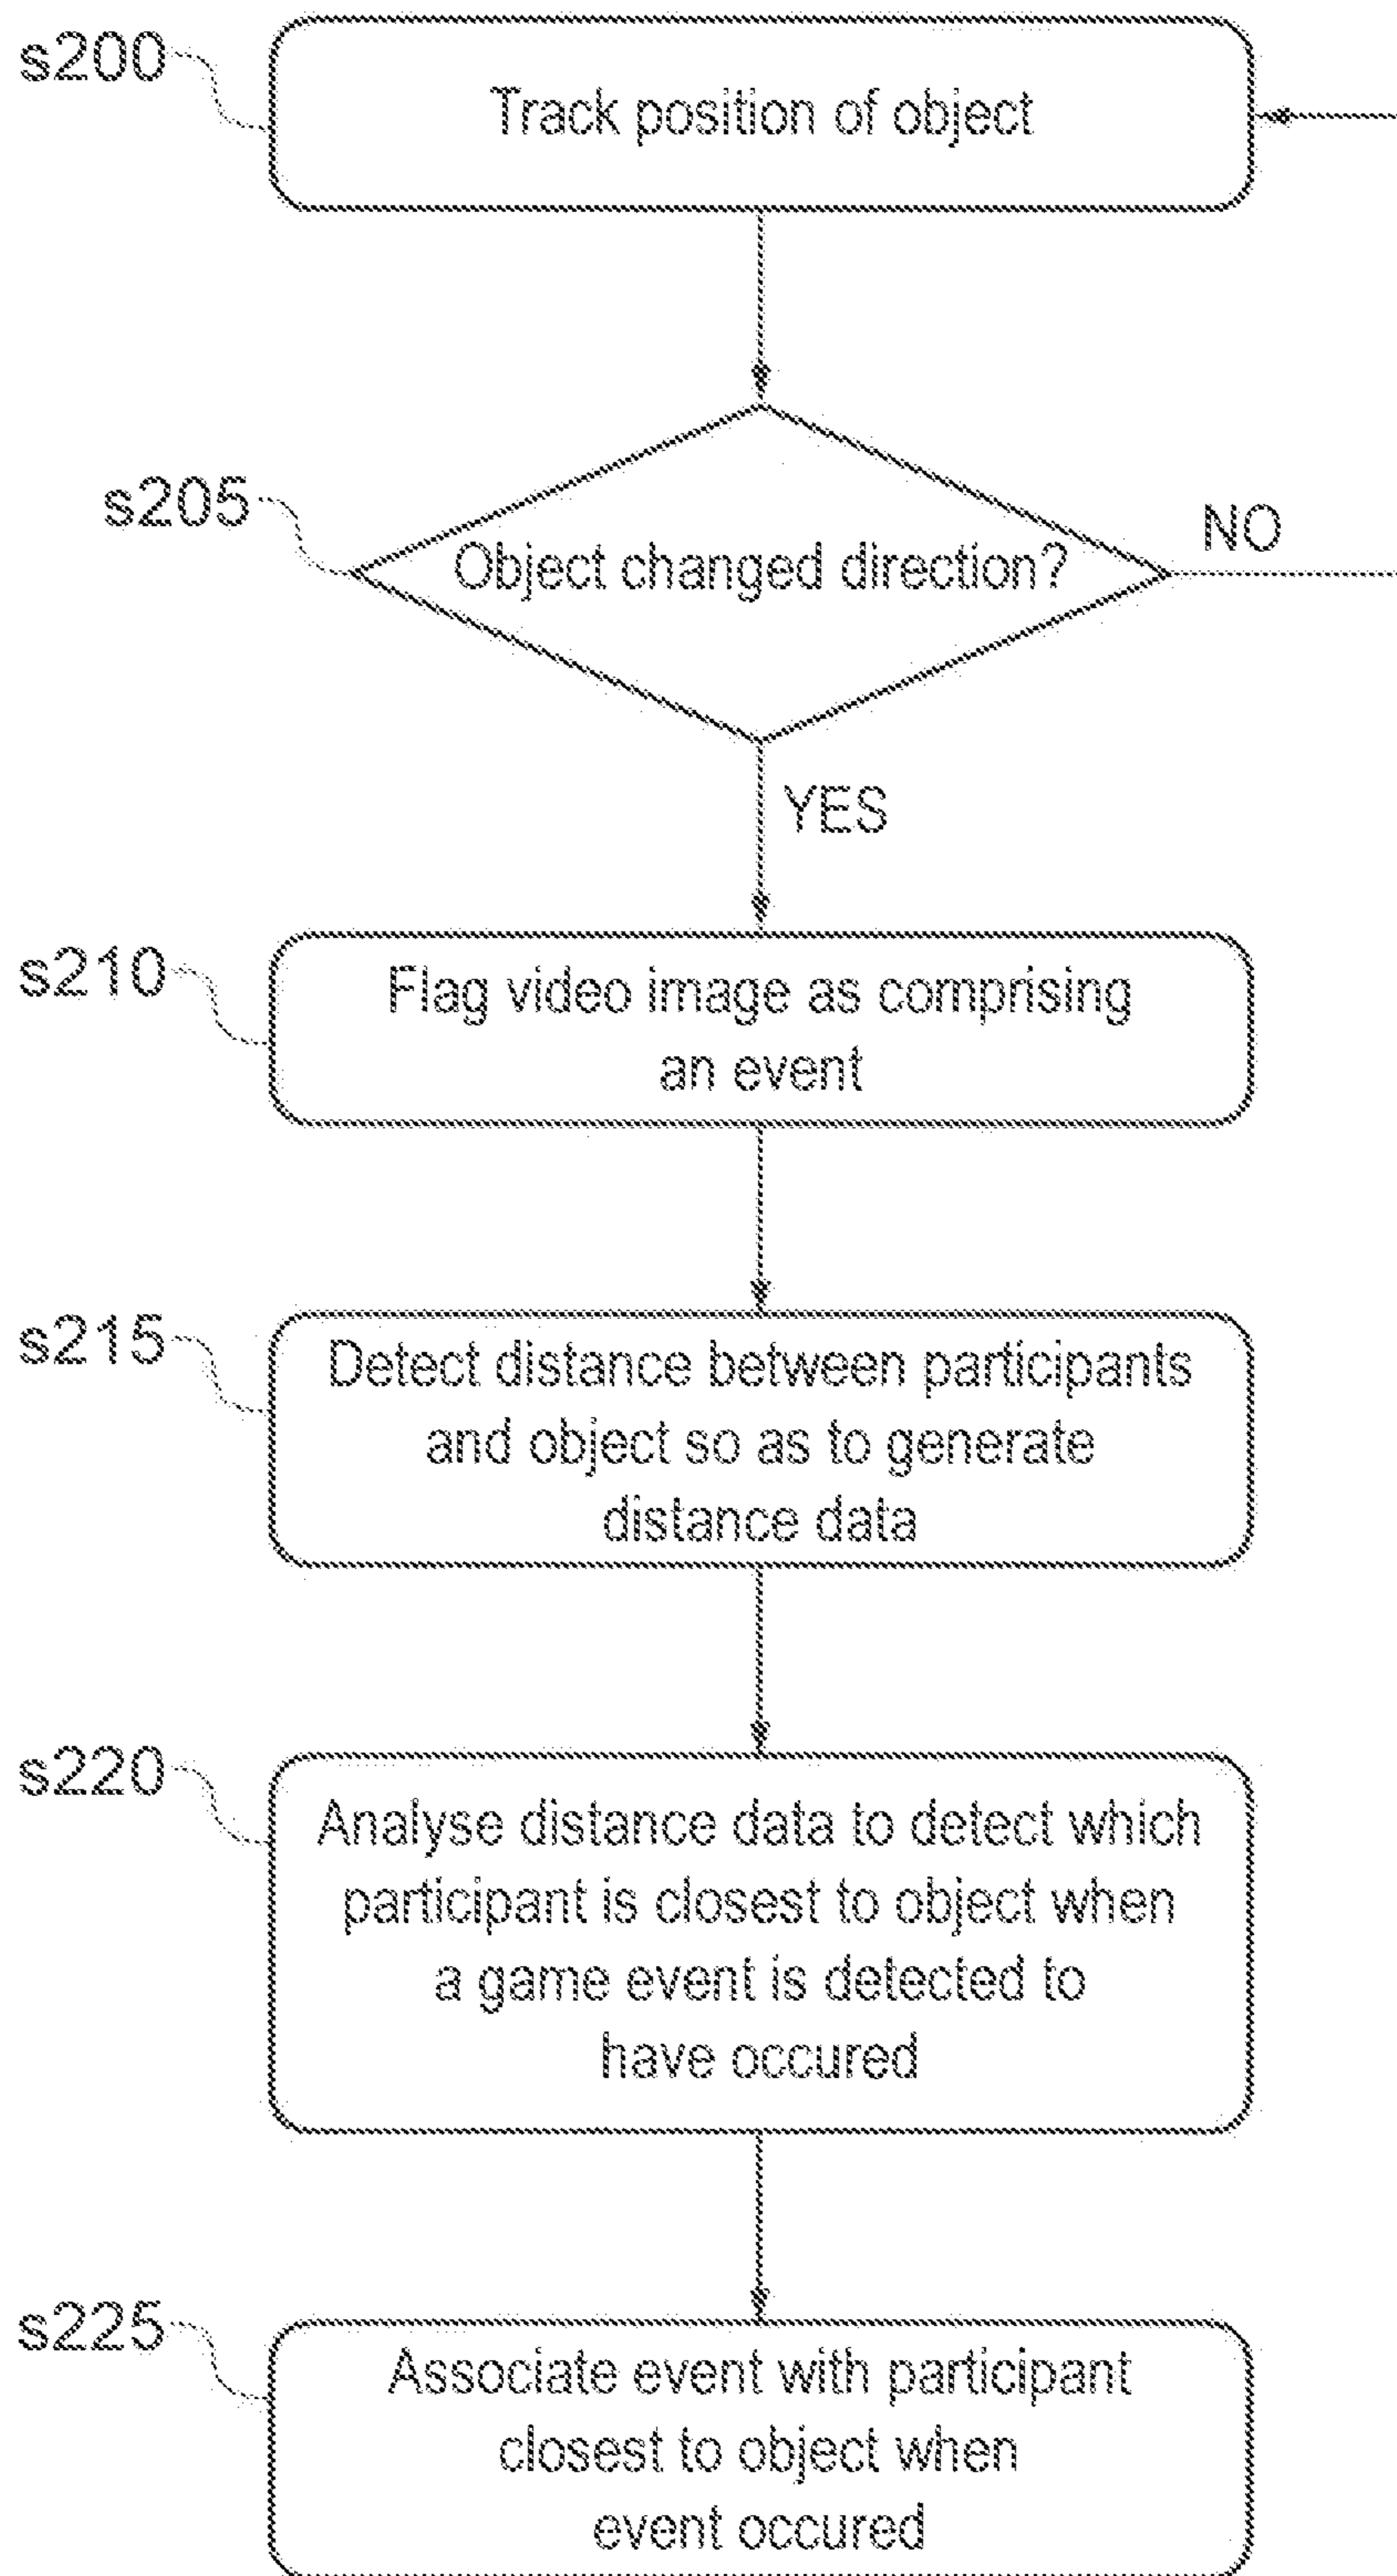 s200
Track position of object
s205
Object changed direction?
NO
YES
s210
Flag video image as comprising
an event
s215
Detect distance between participants
and object so as to generate
distance data
s220
Analyse distance data to detect which
participant is closest to object when
a game event is detected to
have occured
s225
Associate event with participant
closest to object when
event occured